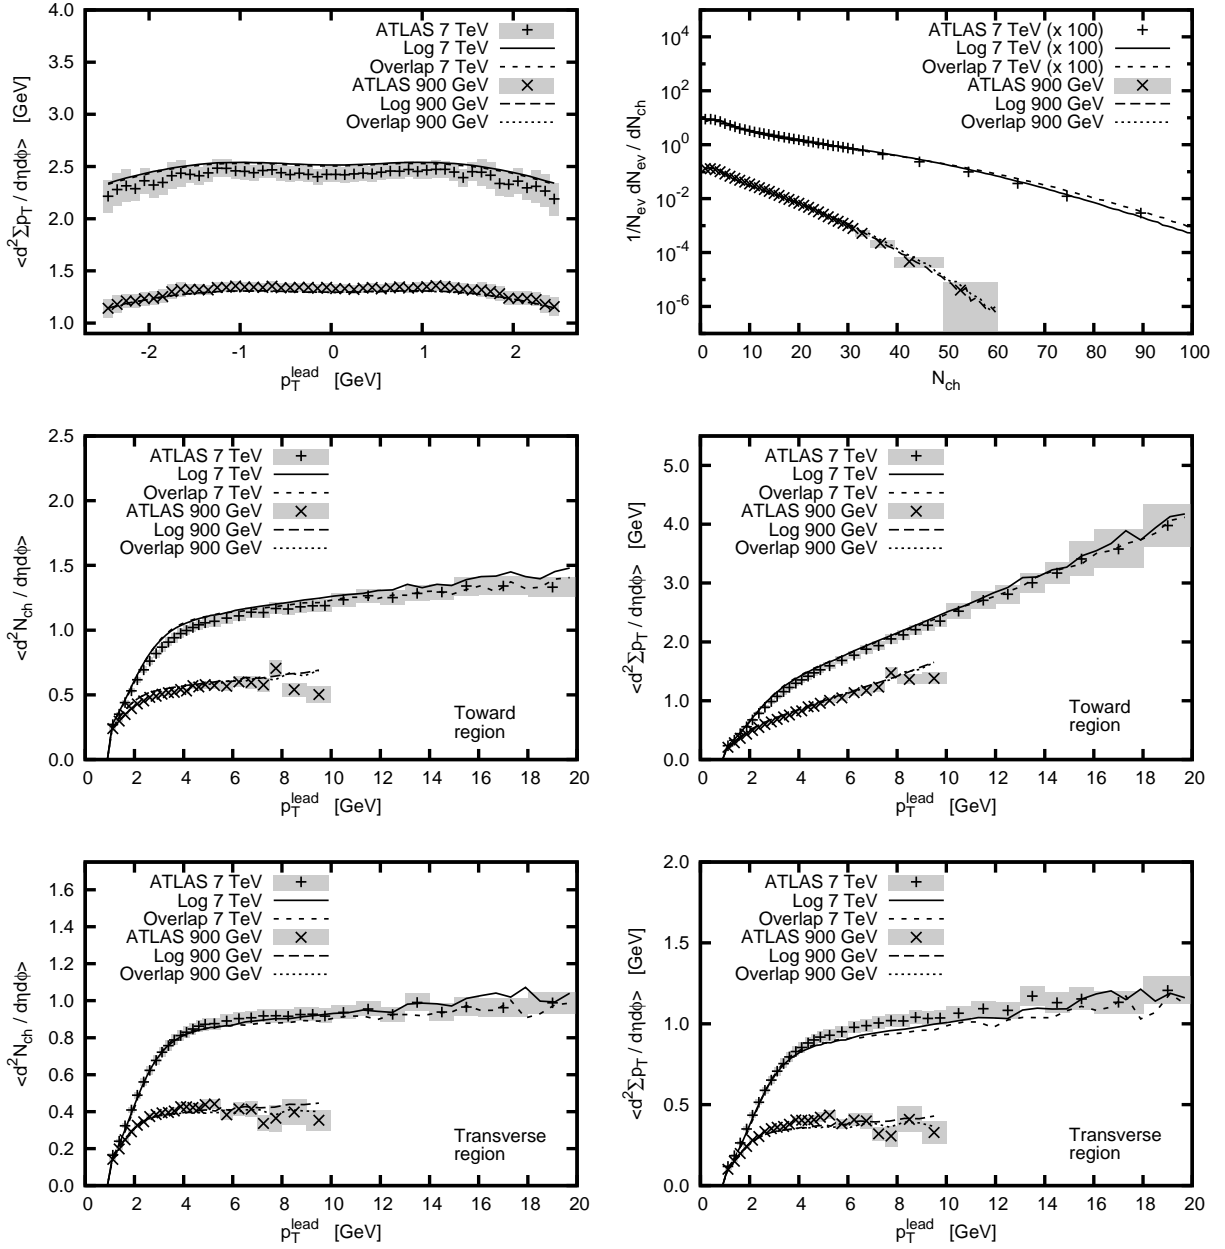 4.0
3.5
3.0
2.5
2.0
1.5
1.0
<d²Σp_T / dηdϕ> [GeV]
ATLAS 7 TeV
Log 7 TeV
Overlap 7 TeV
ATLAS 900 GeV
Log 900 GeV
Overlap 900 GeV
-2 -1 0 1 2
p_T^lead [GeV]
10⁴
10²
10⁰
10⁻²
10⁻⁴
10⁻⁶
1/N_ev dN_ev / dN_ch
ATLAS 7 TeV (x 100)
Log 7 TeV (x 100)
Overlap 7 TeV (x 100)
ATLAS 900 GeV
Log 900 GeV
Overlap 900 GeV
0 10 20 30 40 50 60 70 80 90 100
N_ch
2.5
2.0
1.5
1.0
0.5
0.0
<d²N_ch / dηdϕ>
ATLAS 7 TeV
Log 7 TeV
Overlap 7 TeV
ATLAS 900 GeV
Log 900 GeV
Overlap 900 GeV
Toward
region
0 2 4 6 8 10 12 14 16 18 20
p_T^lead [GeV]
5.0
4.0
3.0
2.0
1.0
0.0
<d²Σp_T / dηdϕ> [GeV]
ATLAS 7 TeV
Log 7 TeV
Overlap 7 TeV
ATLAS 900 GeV
Log 900 GeV
Overlap 900 GeV
Toward
region
0 2 4 6 8 10 12 14 16 18 20
p_T^lead [GeV]
1.6
1.4
1.2
1.0
0.8
0.6
0.4
0.2
0.0
<d²N_ch / dηdϕ>
ATLAS 7 TeV
Log 7 TeV
Overlap 7 TeV
ATLAS 900 GeV
Log 900 GeV
Overlap 900 GeV
Transverse
region
0 2 4 6 8 10 12 14 16 18 20
p_T^lead [GeV]
2.0
1.5
1.0
0.5
0.0
<d²Σp_T / dηdϕ> [GeV]
ATLAS 7 TeV
Log 7 TeV
Overlap 7 TeV
ATLAS 900 GeV
Log 900 GeV
Overlap 900 GeV
Transverse
region
0 2 4 6 8 10 12 14 16 18 20
p_T^lead [GeV]